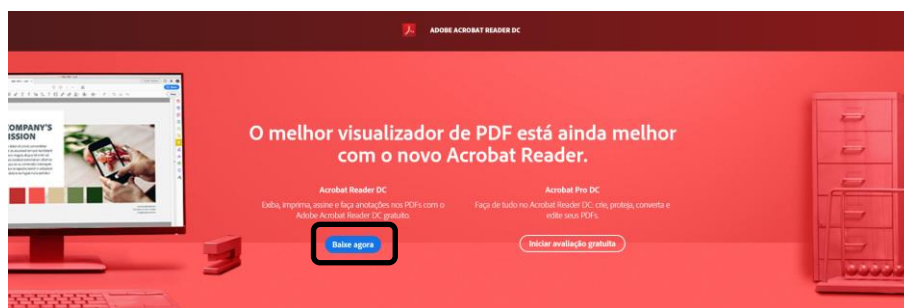 ADOBE ACROBAT READER DC
OMPANY'S
ISSION
O melhor visualizador de PDF está ainda melhor
com o novo Acrobat Reader.
Acrobat Reader DC
Exiba, imprima, assine e faça anotações nos PDFs com o
Adobe Acrobat Reader DC gratuito.
Baixe agora
Acrobat Pro DC
Faça de tudo no Acrobat Reader DC: crie, proteja, converta e
edite seus PDFs.
Iniciar avaliação gratuita